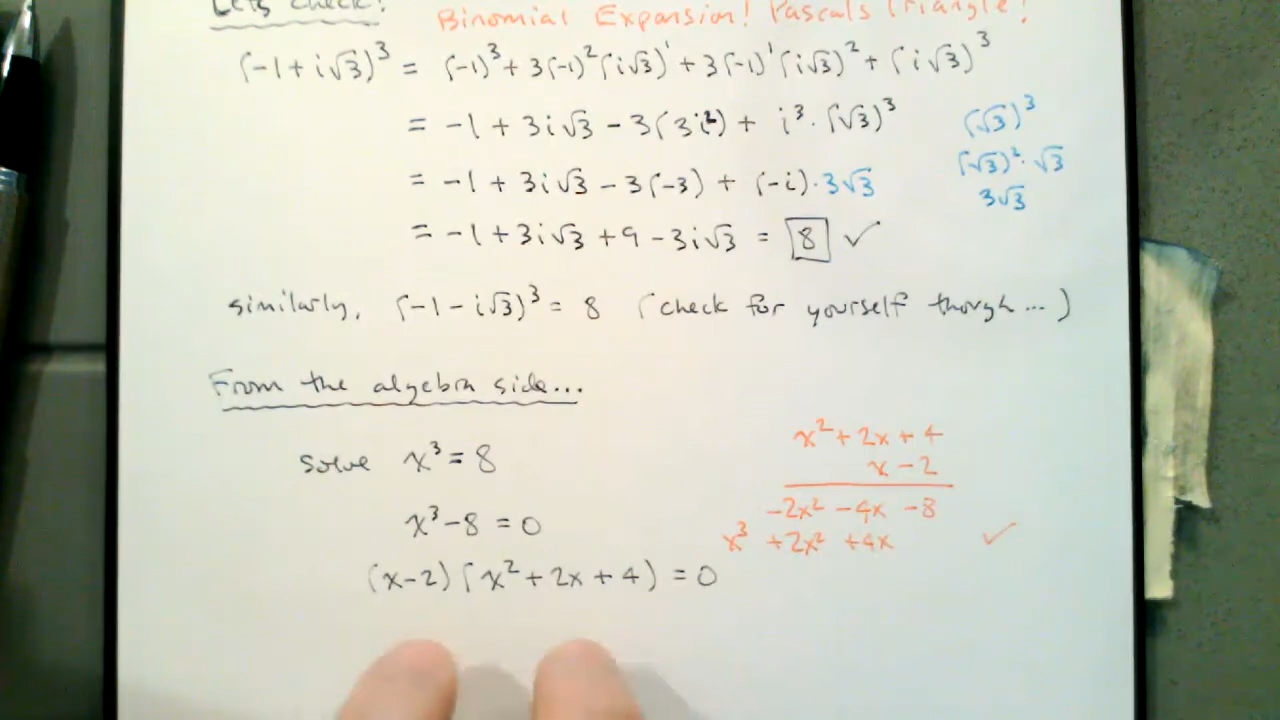 Lets check!
Binomial Expansion! Pascals Triangle!
(-1+i√3)³ = (-1)³+3(-1)²(i√3)¹+3(-1)¹(i√3)²+(i√3)³
= -1+3i√3-3(3i²)+ i³·(√3)³
(√3)³
(√3)²·√3
= -1+3i√3-3(-3)+(-i)·3√3
3√3
= -1+3i√3+9-3i√3 = 8 ✓
similarly, (-1-i√3)³= 8 (check for yourself though...)
From the algebra side...
solve x³=8
x³-8=0
(x-2)(x²+2x+4)=0
x²+2x+4
x-2
-2x²-4x-8
x³+2x²+4x ✓